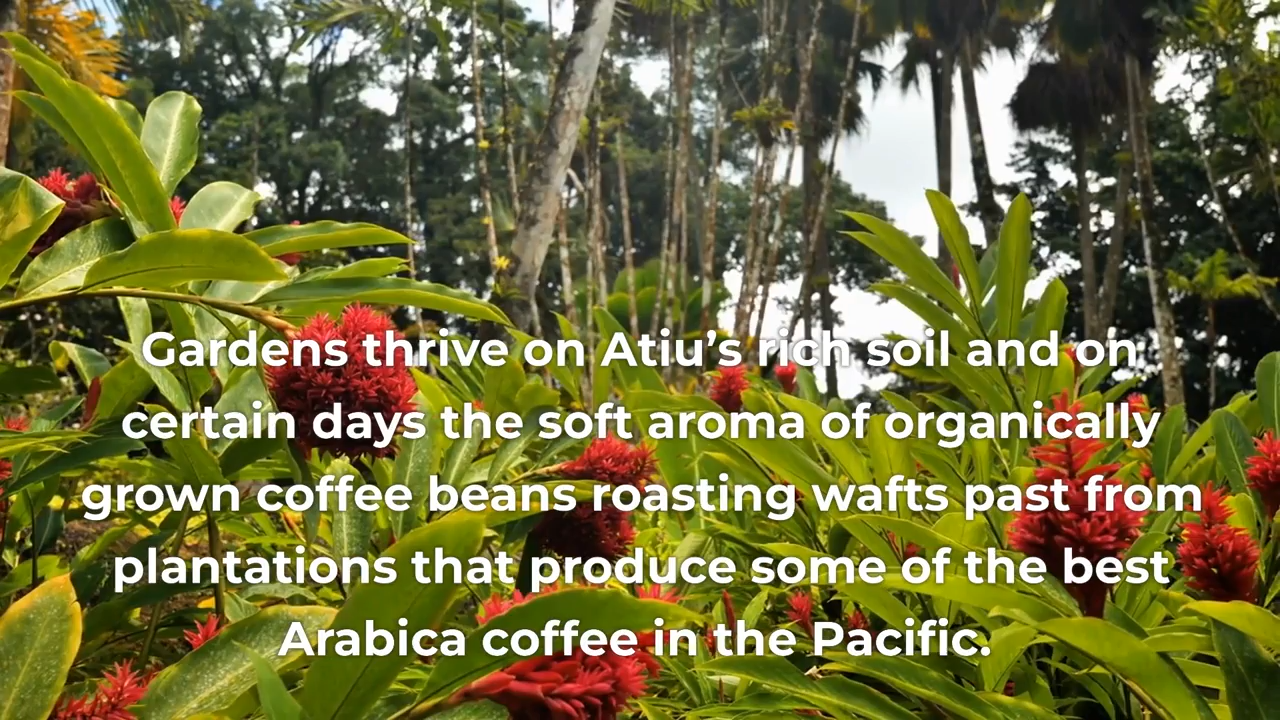 Gardens thrive on Atiu’s rich soil and on
certain days the soft aroma of organically
grown coffee beans roasting wafts past from
plantations that produce some of the best
Arabica coffee in the Pacific.